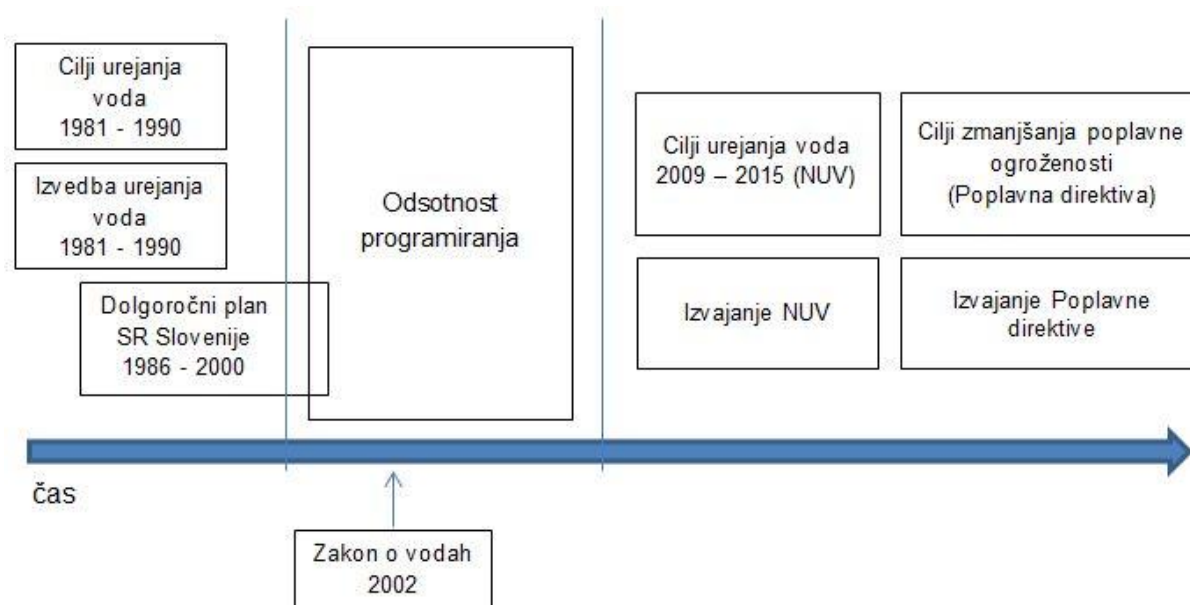 Cilji urejanja
voda
1981 - 1990
Izvedba urejanja
voda
1981 - 1990
Dolgoročni plan
SR Slovenije
1986 - 2000
Odsotnost
programiranja
Cilji urejanja voda
2009 – 2015 (NUV)
Cilji zmanjšanja poplavne
ogroženosti
(Poplavna direktiva)
Izvajanje NUV
Izvajanje Poplavne
direktive
čas
Zakon o vodah
2002